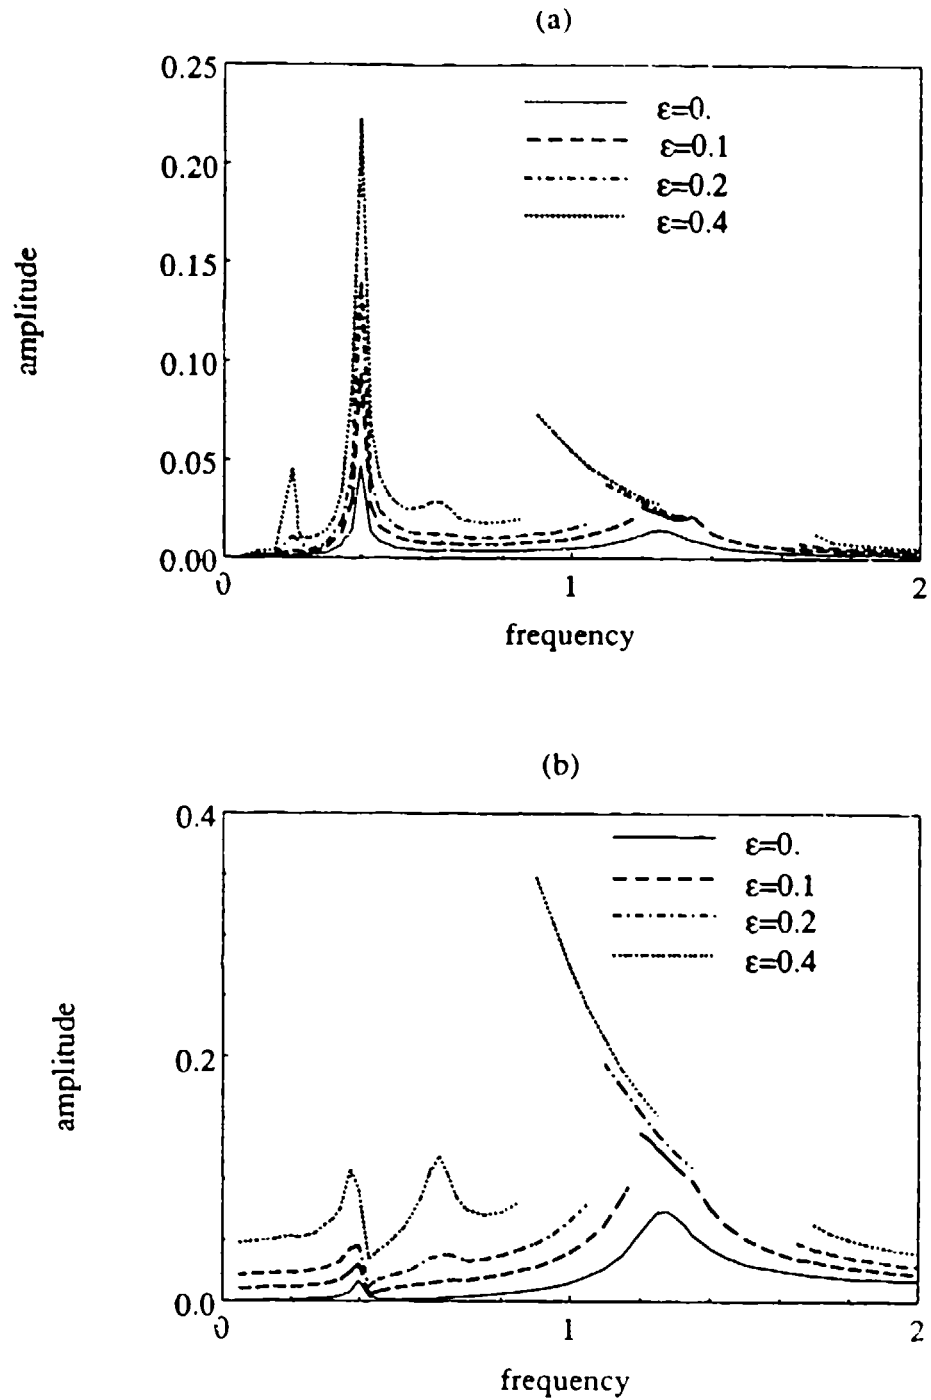 (a)
0.25
ε=0.
ε=0.1
0.20
ε=0.2
ε=0.4
0.15
amplitude
0.10
0.05
0.00
0
1
2
frequency
(b)
0.4
ε=0.
ε=0.1
ε=0.2
ε=0.4
amplitude
0.2
0.0
0
1
2
frequency